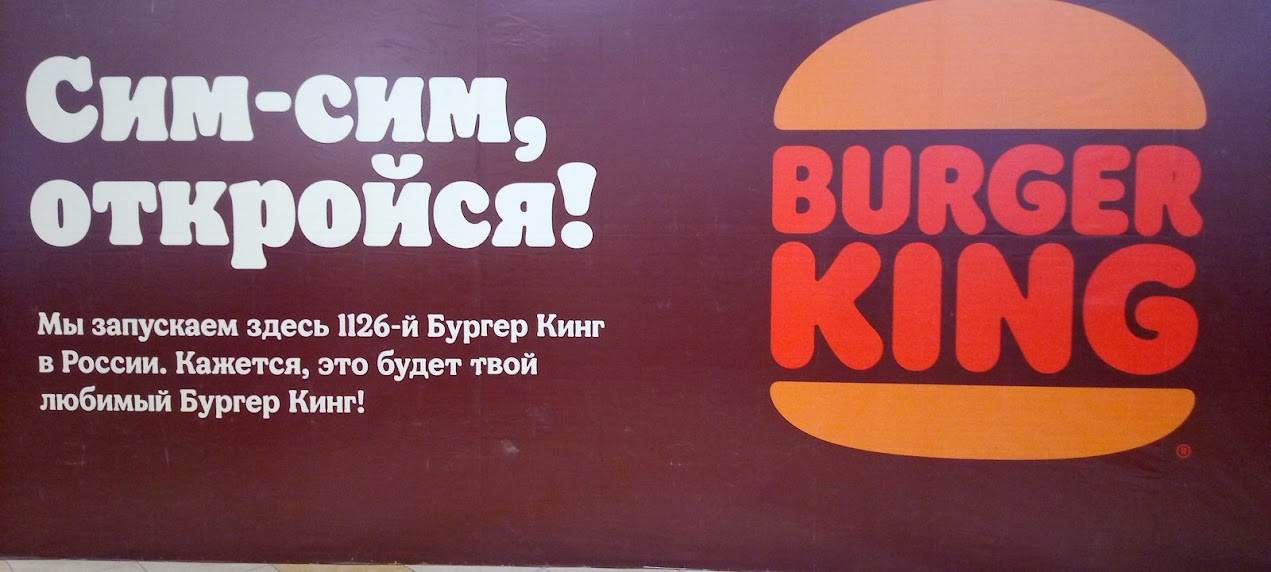 Сим-сим,
откройся!
Мы запускаем здесь 1126-й Бургер Кинг
в России. Кажется, это будет твой
любимый Бургер Кинг!
BURGER
KING
®